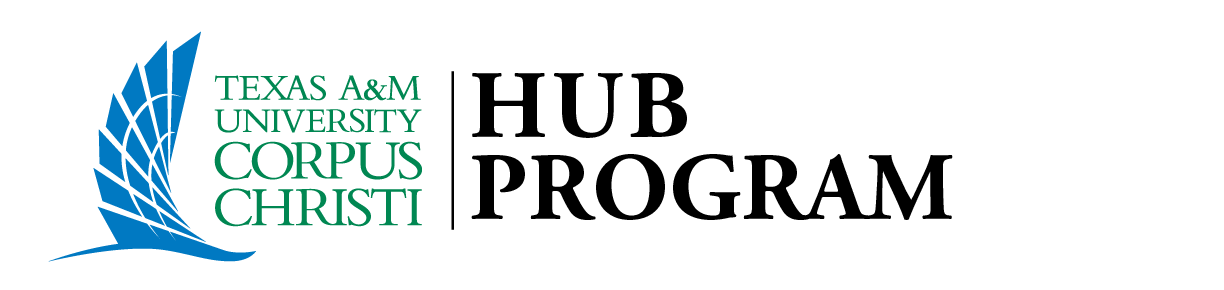 TEXAS A&M
UNIVERSITY
CORPUS
CHRISTI
HUB
PROGRAM